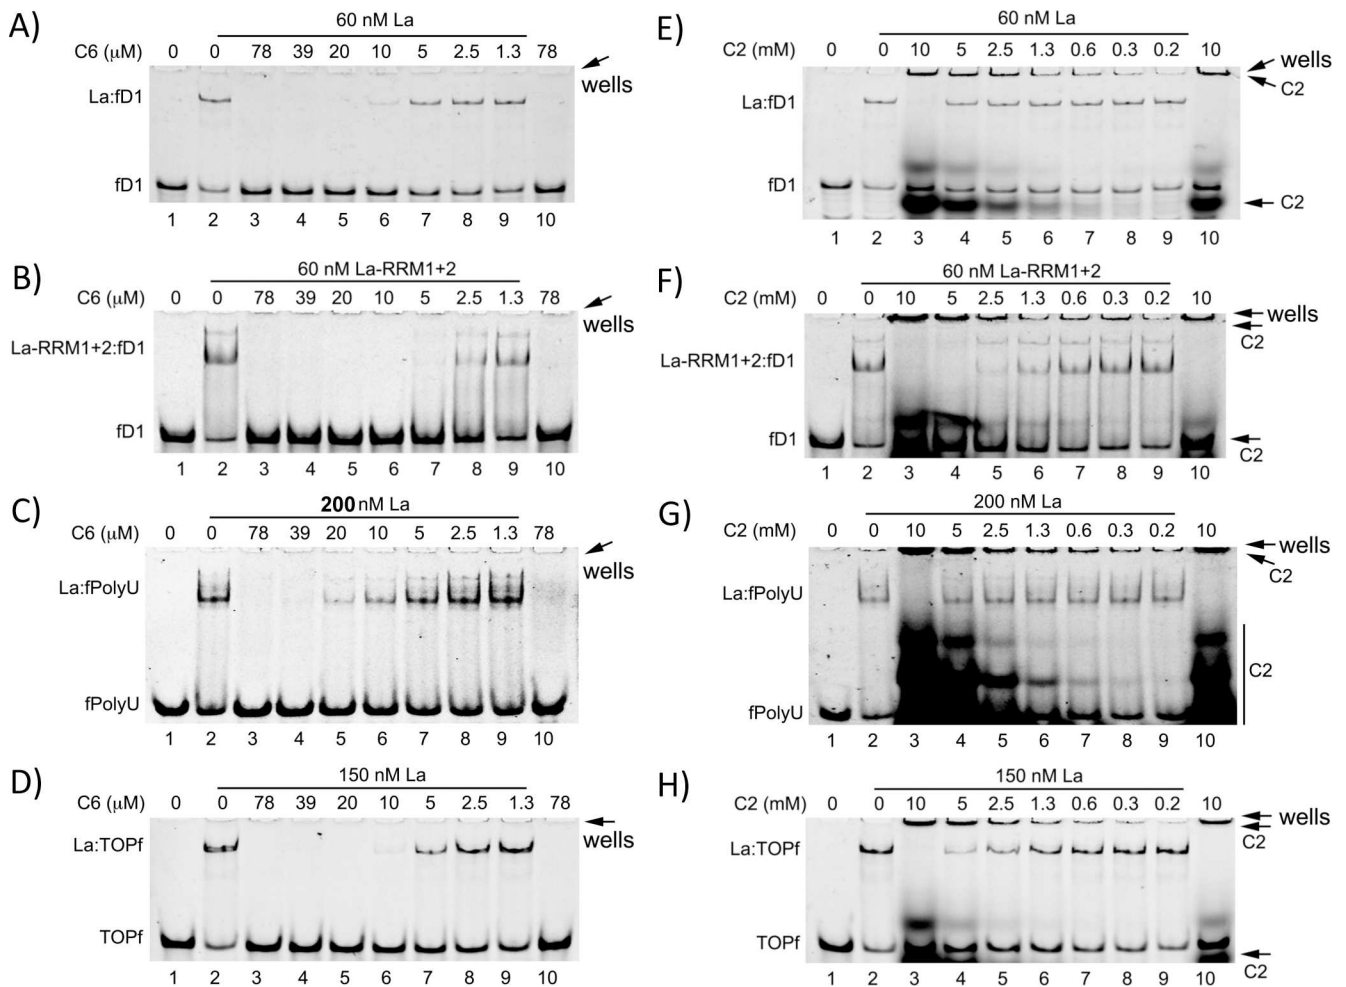 A)
60 nM La
C6 (μM) 0 0 78 39 20 10 5 2.5 1.3 78
wells
La:fD1
fD1
1 2 3 4 5 6 7 8 9 10
B)
60 nM La-RRM1+2
C6 (μM) 0 0 78 39 20 10 5 2.5 1.3 78
wells
La-RRM1+2:fD1
fD1
1 2 3 4 5 6 7 8 9 10
C)
200 nM La
C6 (μM) 0 0 78 39 20 10 5 2.5 1.3 78
wells
La:fPolyU
fPolyU
1 2 3 4 5 6 7 8 9 10
D)
150 nM La
C6 (μM) 0 0 78 39 20 10 5 2.5 1.3 78
wells
La:TOPf
TOPf
1 2 3 4 5 6 7 8 9 10
E)
60 nM La
C2 (mM) 0 0 10 5 2.5 1.3 0.6 0.3 0.2 10
wells
C2
La:fD1
fD1
C2
1 2 3 4 5 6 7 8 9 10
F)
60 nM La-RRM1+2
C2 (mM) 0 0 10 5 2.5 1.3 0.6 0.3 0.2 10
wells
C2
La-RRM1+2:fD1
fD1
C2
1 2 3 4 5 6 7 8 9 10
G)
200 nM La
C2 (mM) 0 0 10 5 2.5 1.3 0.6 0.3 0.2 10
wells
C2
La:fPolyU
C2
fPolyU
1 2 3 4 5 6 7 8 9 10
H)
150 nM La
C2 (mM) 0 0 10 5 2.5 1.3 0.6 0.3 0.2 10
wells
C2
La:TOPf
TOPf
C2
1 2 3 4 5 6 7 8 9 10